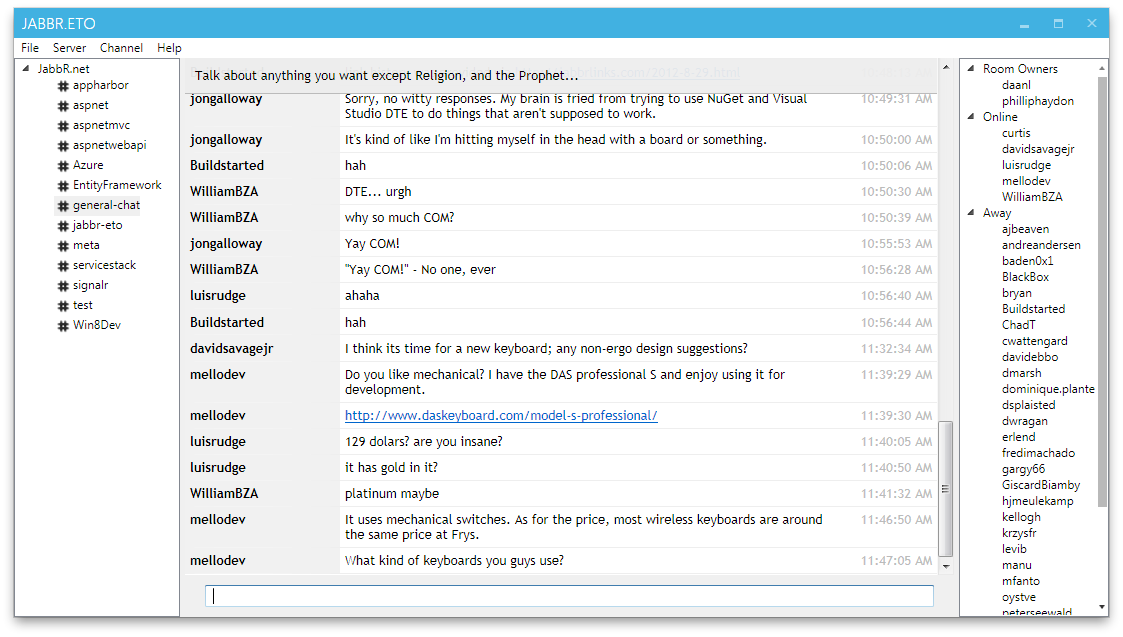 JABBR.ETO
File Server Channel Help
JabbR.net
appharbor
aspnet
aspnetmvc
aspnetwebapi
Azure
EntityFramework
general-chat
jabbr-eto
meta
servicestack
signalr
test
Win8Dev
Talk about anything you want except Religion, and the Prophet...
jongalloway Sorry, no witty responses. My brain is fried from trying to use NuGet and Visual 10:49:31 AM
Studio DTE to do things that aren't supposed to work.
jongalloway It's kind of like I'm hitting myself in the head with a board or something. 10:50:00 AM
Buildstarted hah 10:50:06 AM
WilliamBZA DTE... urgh 10:50:30 AM
WilliamBZA why so much COM? 10:50:39 AM
jongalloway Yay COM! 10:55:53 AM
WilliamBZA "Yay COM!" - No one, ever 10:56:28 AM
luisrudge ahaha 10:56:40 AM
Buildstarted hah 10:56:44 AM
davidsavagejr I think its time for a new keyboard; any non-ergo design suggestions? 11:32:34 AM
mellodev Do you like mechanical? I have the DAS professional S and enjoy using it for 11:39:29 AM
development.
mellodev http://www.daskeyboard.com/model-s-professional/ 11:39:30 AM
luisrudge 129 dolars? are you insane? 11:40:05 AM
luisrudge it has gold in it? 11:40:50 AM
WilliamBZA platinum maybe 11:41:32 AM
mellodev It uses mechanical switches. As for the price, most wireless keyboards are around 11:46:50 AM
the same price at Frys.
mellodev What kind of keyboards you guys use? 11:47:05 AM
Room Owners
daanl
philliphaydon
Online
curtis
davidsavagejr
luisrudge
mellodev
WilliamBZA
Away
ajbeaven
andreandersen
baden0x1
BlackBox
bryan
Buildstarted
ChadT
cwattengard
davidebbo
dmarsh
dominique.plante
dsplaisted
dwragan
erlend
fredimachado
gargy66
GiscardBiamby
hjmeulekamp
kellogh
krzysfr
levib
manu
mfanto
oystve
peterseewald